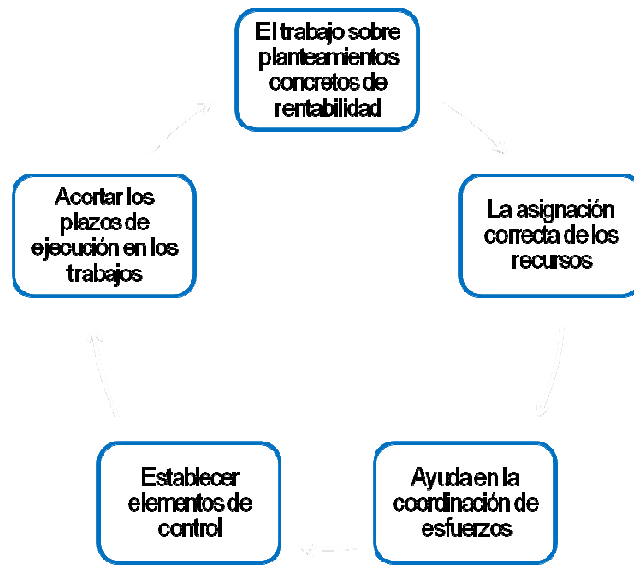 El trabajo sobre
planteamientos
concretos de
rentabilidad
La asignación
correcta de los
recursos
Ayuda en la
coordinación de
esfuerzos
Establecer
elementos de
control
Acortar los
plazos de
ejecución en los
trabajos